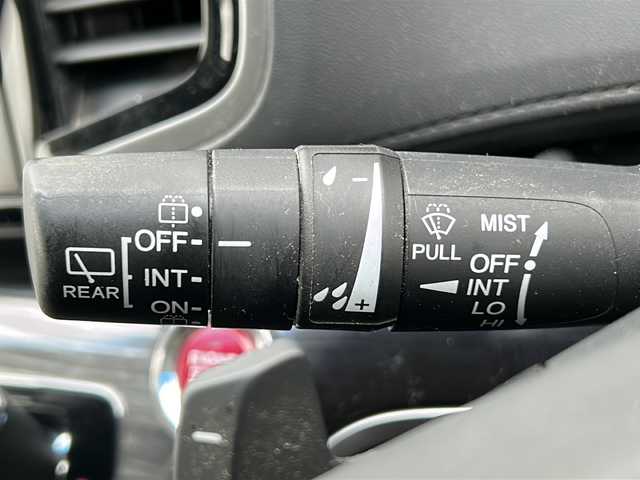 OFF
INT
ON
REAR
PULL
MIST
OFF
INT
LO
HI